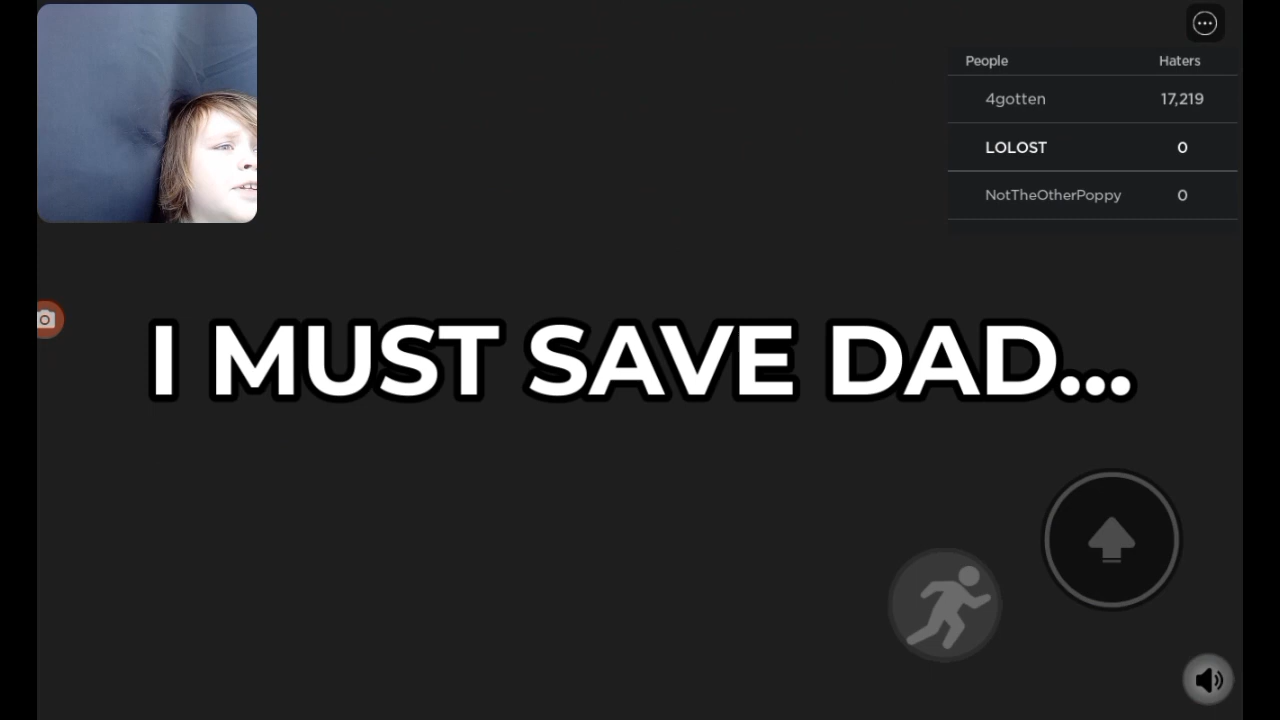 People Haters
4gotten 17,219
LOLOST 0
NotTheOtherPoppy 0
I MUST SAVE DAD...